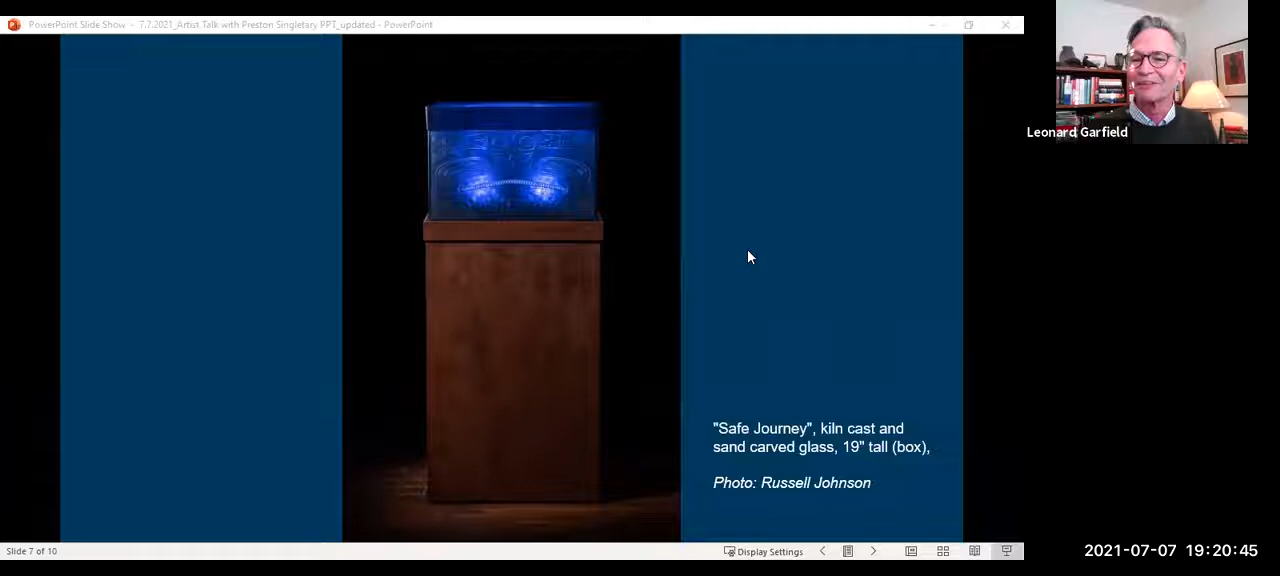 PowerPoint Slide Show - 7.7.2021_Artist Talk with Preston Singletary PPT_updated - PowerPoint
Leonard Garfield
"Safe Journey", kiln cast and
sand carved glass, 19" tall (box),
Photo: Russell Johnson
Slide 7 of 10
Display Settings
2021-07-07 19:20:45